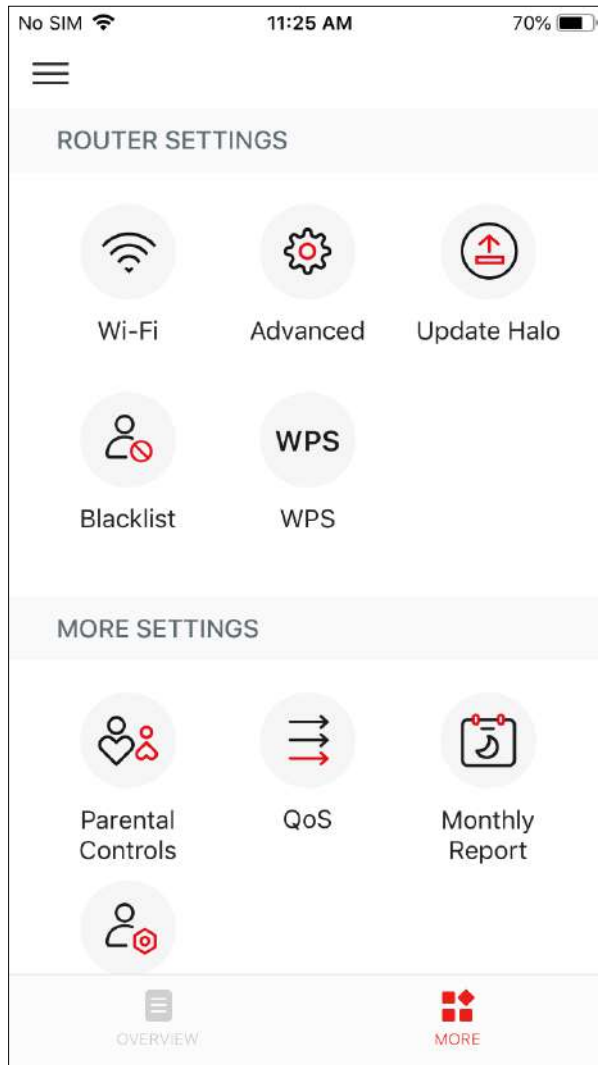 No SIM 11:25 AM 70%
ROUTER SETTINGS
Wi-Fi Advanced Update Halo
WPS
Blacklist WPS
MORE SETTINGS
Parental Controls QoS Monthly Report
OVERVIEW MORE